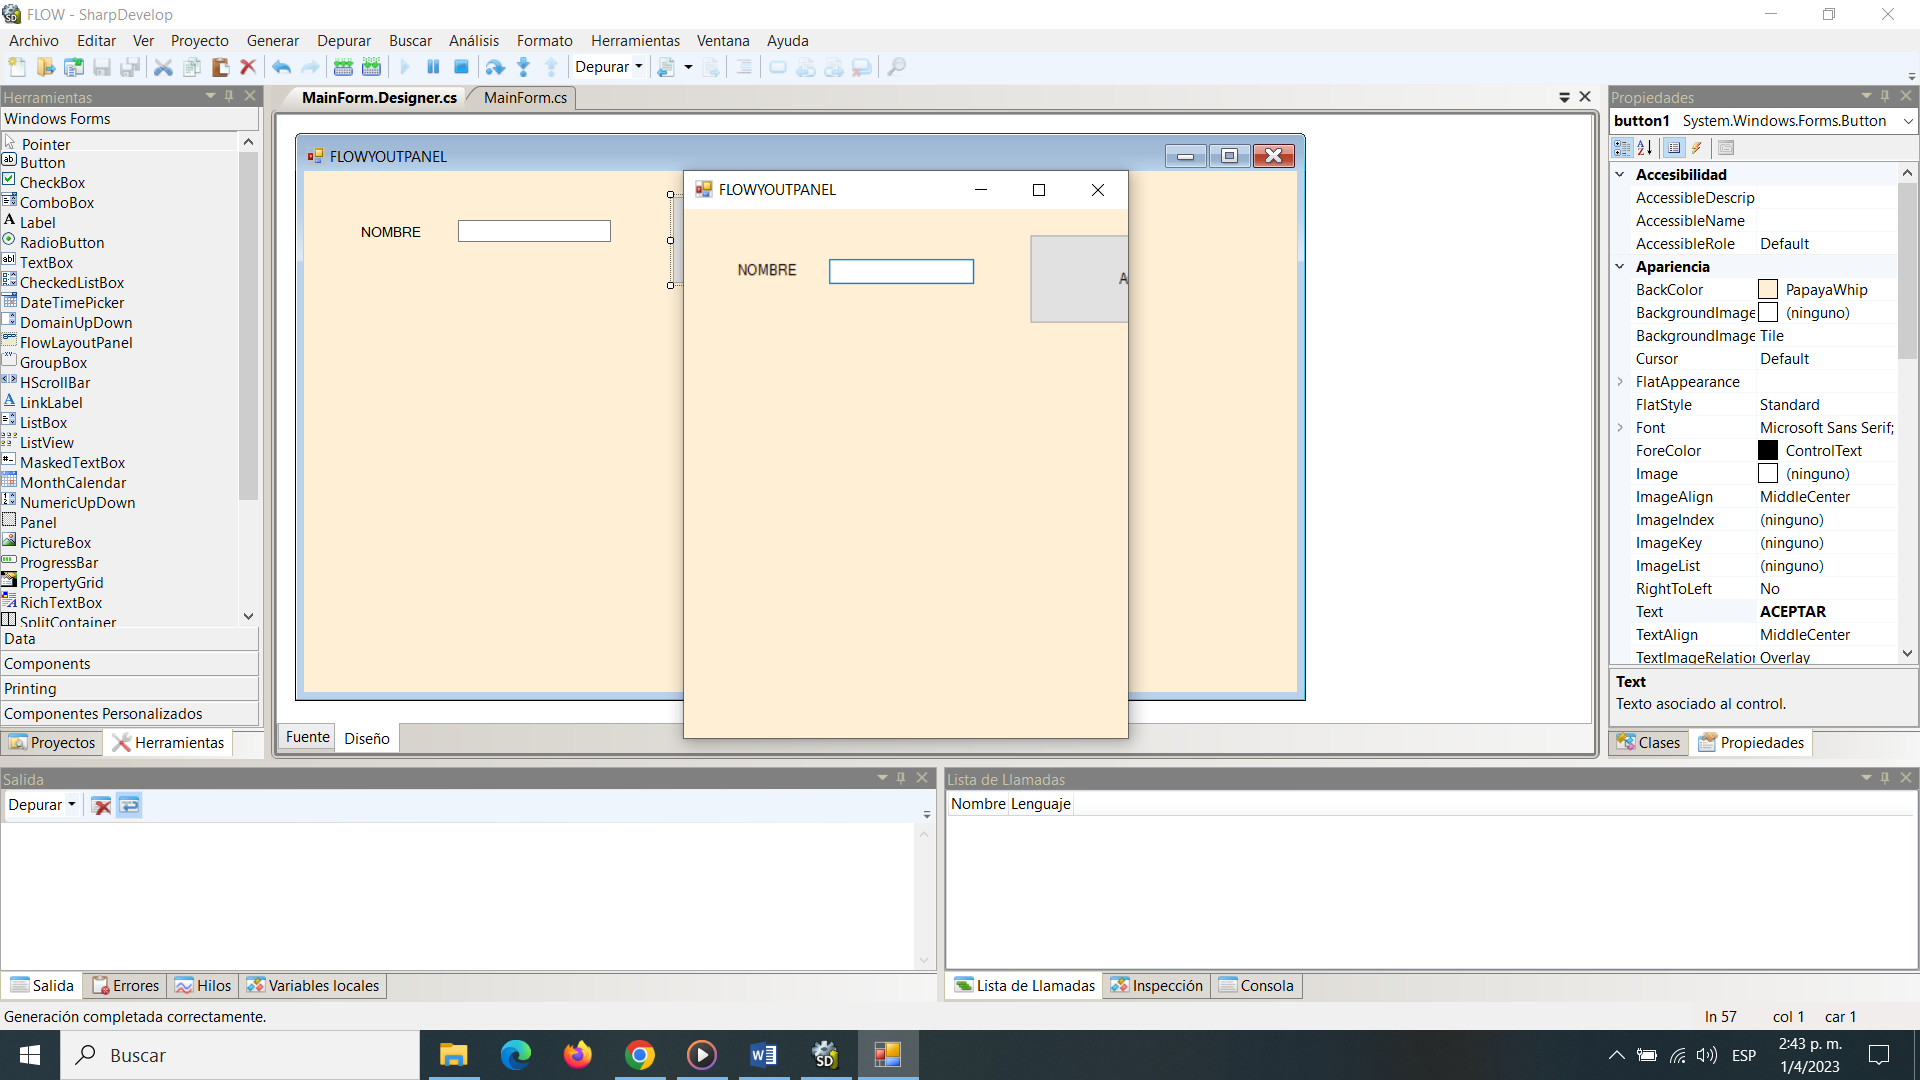 FLOW - SharpDevelop
Archivo Editar Ver Proyecto Generar Depurar Buscar Análisis Formato Herramientas Ventana Ayuda
Depurar
Herramientas
Windows Forms
Pointer
Button
CheckBox
ComboBox
Label
RadioButton
TextBox
CheckedListBox
DateTimePicker
DomainUpDown
FlowLayoutPanel
GroupBox
HScrollBar
LinkLabel
ListBox
ListView
MaskedTextBox
MonthCalendar
NumericUpDown
Panel
PictureBox
ProgressBar
PropertyGrid
RichTextBox
SplitContainer
Data
Components
Printing
Componentes Personalizados
Proyectos Herramientas
MainForm.Designer.cs MainForm.cs
FLOWYOUTPANEL
NOMBRE
FLOWYOUTPANEL
NOMBRE
A
Fuente Diseño
Propiedades
button1 System.Windows.Forms.Button
Accesibilidad
AccessibleDescrip
AccessibleName
AccessibleRole Default
Apariencia
BackColor PapayaWhip
BackgroundImage (ninguno)
BackgroundImage Tile
Cursor Default
FlatAppearance
FlatStyle Standard
Font Microsoft Sans Serif;
ForeColor ControlText
Image (ninguno)
ImageAlign MiddleCenter
ImageIndex (ninguno)
ImageKey (ninguno)
ImageList (ninguno)
RightToLeft No
Text ACEPTAR
TextAlign MiddleCenter
TextImageRelation Overlay
Text
Texto asociado al control.
Clases Propiedades
Salida
Depurar
Salida Errores Hilos Variables locales
Lista de Llamadas
Nombre Lenguaje
Lista de Llamadas Inspección Consola
Generación completada correctamente.
ln 57 col 1 car 1
Buscar
ESP
2:43 p. m.
1/4/2023